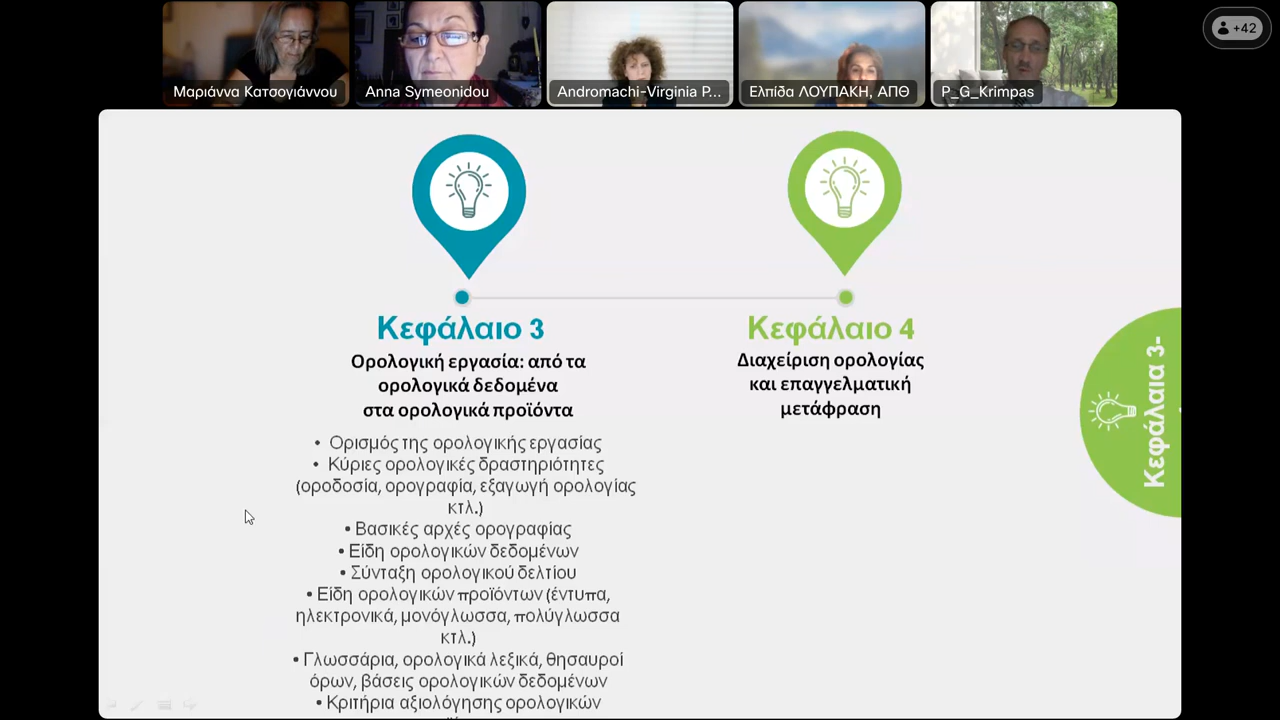 Μαριάννα Κατσογιάννου
Anna Symeonidou
Andromachi-Virginia P...
Ελπίδα ΛΟΥΠΑΚΗ, ΑΠΘ
P_G_Krimpas
+42
Κεφάλαιο 3
Ορολογική εργασία: από τα
ορολογικά δεδομένα
στα ορολογικά προϊόντα
• Ορισμός της ορολογικής εργασίας
• Κύριες ορολογικές δραστηριότητες
(οροδοσία, ορογραφία, εξαγωγή ορολογίας
κτλ.)
• Βασικές αρχές ορογραφίας
• Είδη ορολογικών δεδομένων
• Σύνταξη ορολογικού δελτίου
• Είδη ορολογικών προϊόντων (έντυπα,
ηλεκτρονικά, μονόγλωσσα, πολύγλωσσα
κτλ.)
• Γλωσσάρια, ορολογικά λεξικά, θησαυροί
όρων, βάσεις ορολογικών δεδομένων
• Κριτήρια αξιολόγησης ορολογικών
Κεφάλαιο 4
Διαχείριση ορολογίας
και επαγγελματική
μετάφραση
Κεφάλαια 3-